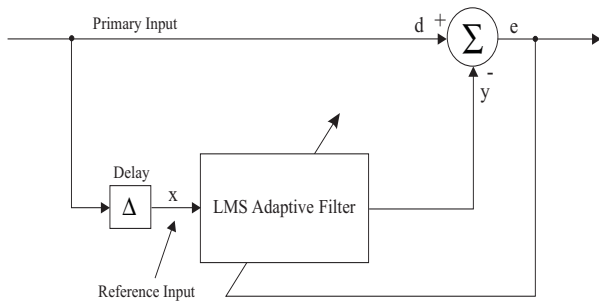 Primary Input
d
+
Σ
e
-
y
Delay
Δ
x
LMS Adaptive Filter
Reference Input